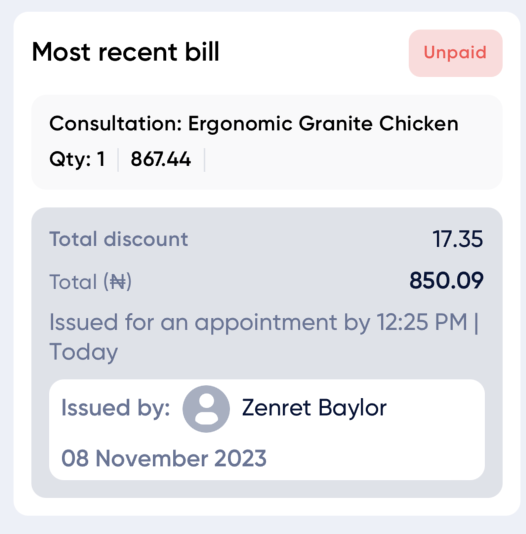 Most recent bill
Unpaid
Consultation: Ergonomic Granite Chicken
Qty: 1 | 867.44 |
Total discount 17.35
Total (₦) 850.09
Issued for an appointment by 12:25 PM |
Today
Issued by: Zenret Baylor
08 November 2023